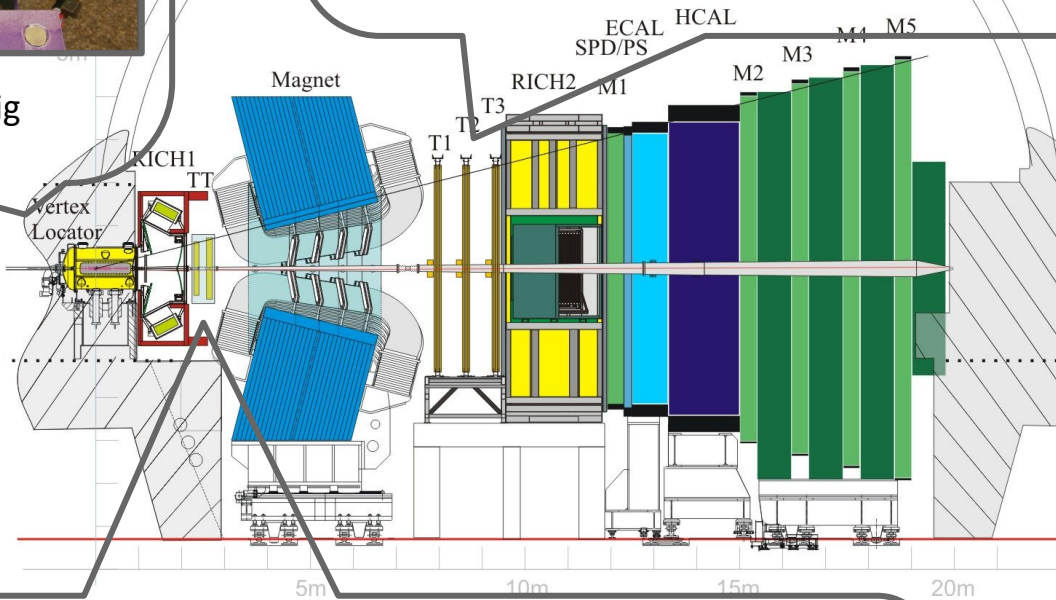 ig
Magnet
RICH1
TT
Vertex
Locator
T1
T2
T3
RICH2
M1
SPD/PS
ECAL
HCAL
M2
M3
M4
M5
5m
10m
15m
20m